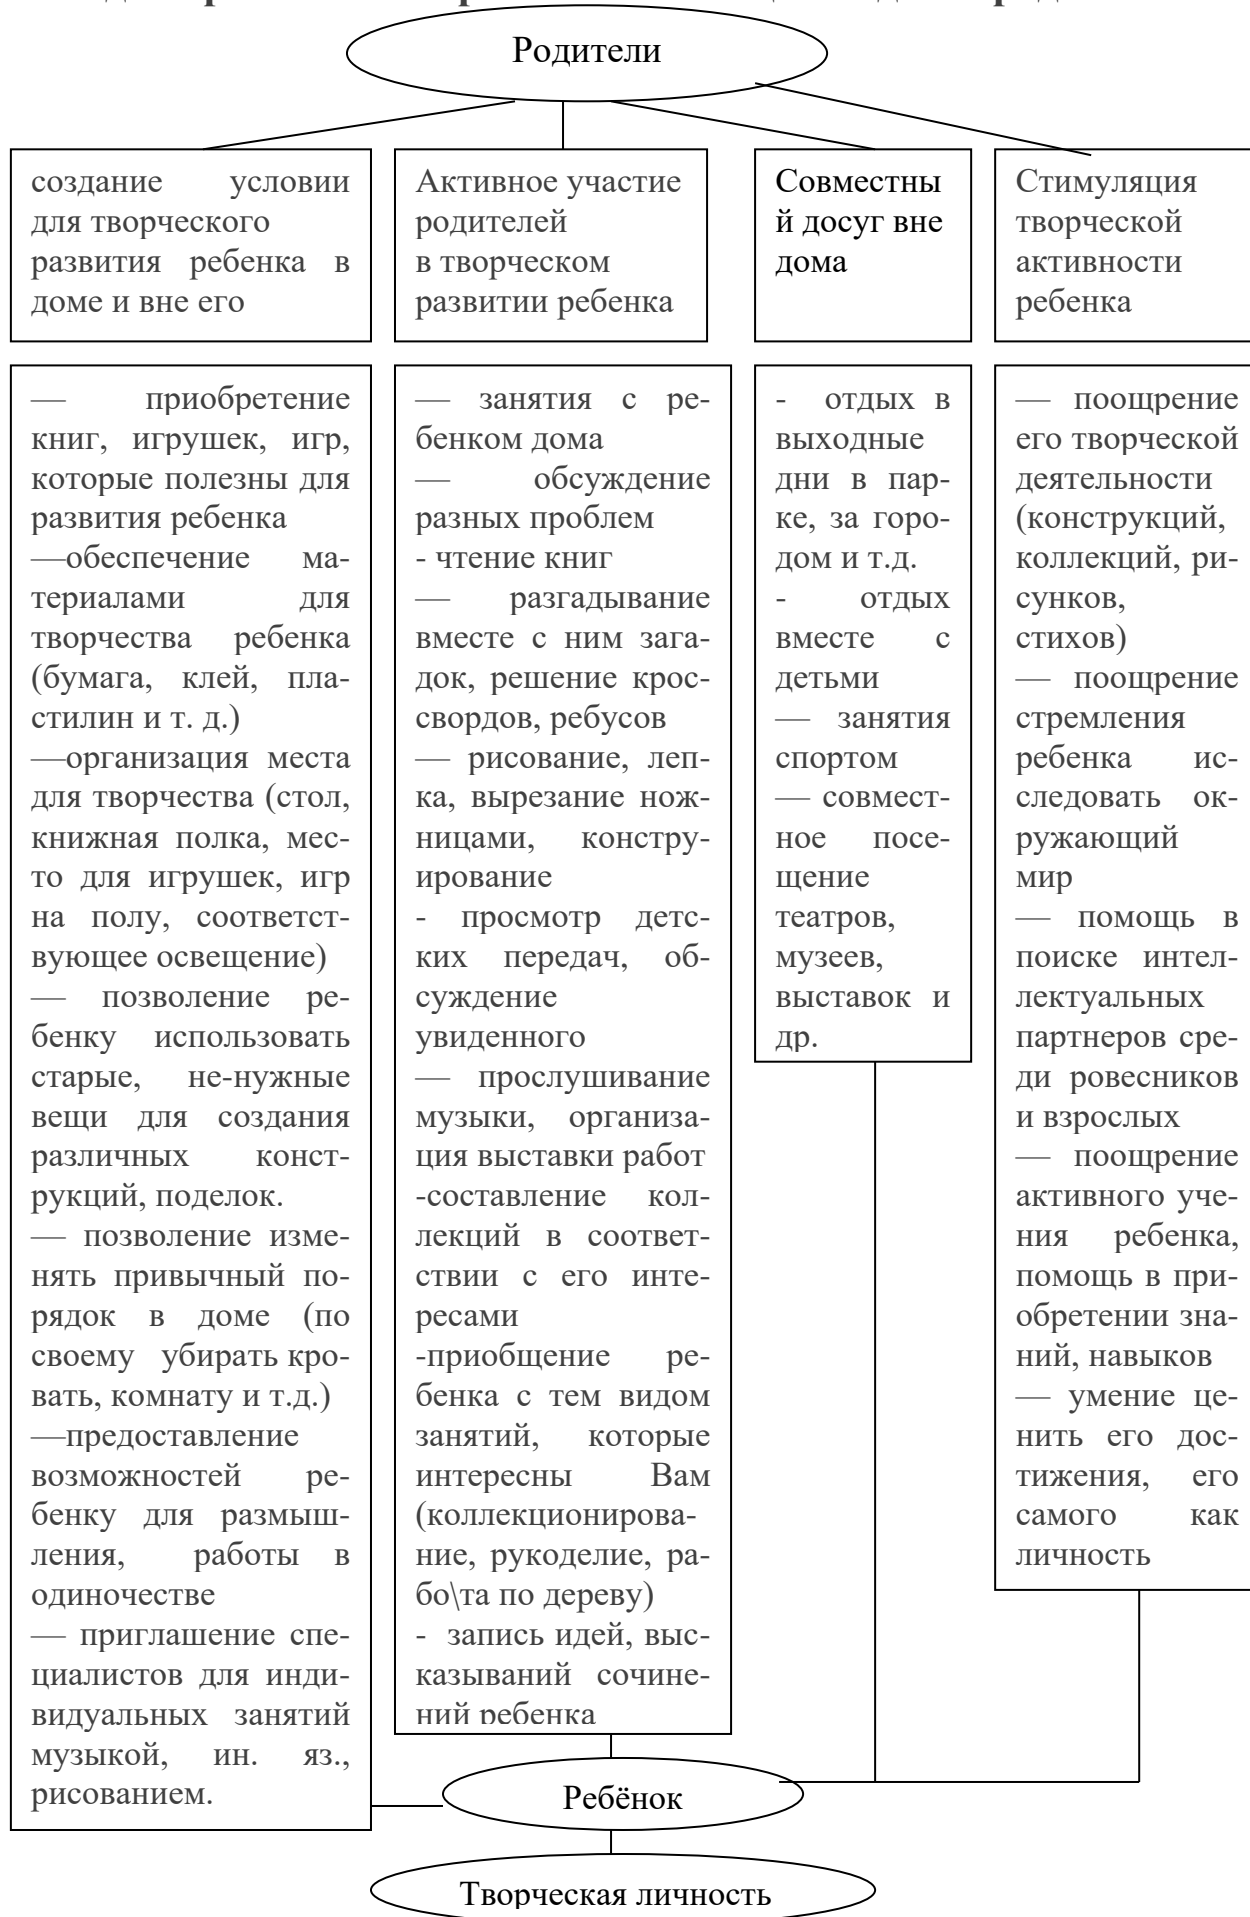 Родители
создание условии
для творческого
развития ребенка в
доме и вне его
Активное участие
родителей
в творческом
развитии ребенка
Совместны
й досуг вне
дома
Стимуляция
творческой
активности
ребенка
— приобретение
книг, игрушек, игр,
которые полезны для
развития ребенка
—обеспечение ма-
териалами для
творчества ребенка
(бумага, клей, пла-
стилин и т. д.)
—организация места
для творчества (стол,
книжная полка, мес-
то для игрушек, игр
на полу, соответст-
вующее освещение)
— позволение ре-
бенку использовать
старые, не-нужные
вещи для создания
различных конст-
рукций, поделок.
— позволение изме-
нять привычный по-
рядок в доме (по
своему убирать кро-
вать, комнату и т.д.)
—предоставление
возможностей ре-
бенку для размыш-
ления, работы в
одиночестве
— приглашение спе-
циалистов для инди-
видуальных занятий
музыкой, ин. яз.,
рисованием.
— занятия с ре-
бенком дома
— обсуждение
разных проблем
- чтение книг
— разгадывание
вместе с ним зага-
док, решение крос-
свордов, ребусов
— рисование, леп-
ка, вырезание нож-
ницами, констру-
ирование
- просмотр детс-
ких передач, об-
суждение
увиденного
— прослушивание
музыки, организа-
ция выставки работ
-составление кол-
лекций в соответ-
ствии с его инте-
ресами
-приобщение ре-
бенка с тем видом
занятий, которые
интересны Вам
(коллекционирова-
ние, рукоделие, ра-
бо\та по дереву)
- запись идей, выс-
казываний сочине-
ний ребенка
- отдых в
выходные
дни в пар-
ке, за горо-
дом и т.д.
- отдых
вместе с
детьми
— занятия
спортом
— совмест-
ное посе-
щение
театров,
музеев,
выставок и
др.
— поощрение
его творческой
деятельности
(конструкций,
коллекций, ри-
сунков,
стихов)
— поощрение
стремления
ребенка ис-
следовать ок-
ружающий
мир
— помощь в
поиске интел-
лектуальных
партнеров сре-
ди ровесников
и взрослых
— поощрение
активного уче-
ния ребенка,
помощь в при-
обретении зна-
ний, навыков
— умение це-
нить его дос-
тижения, его
самого как
личность
Ребёнок
Творческая личность